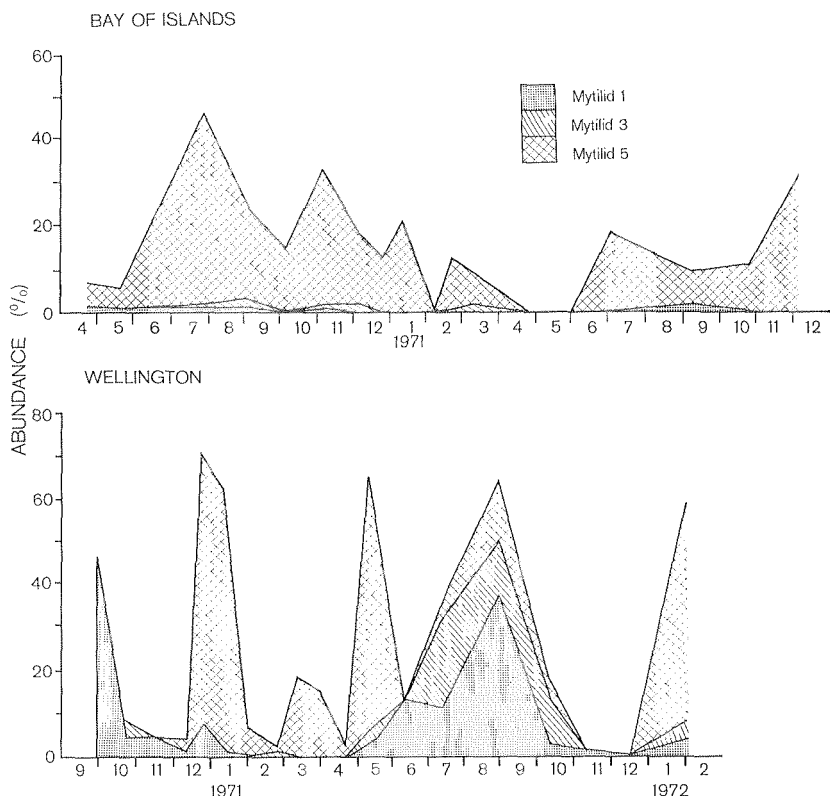 BAY OF ISLANDS
60
40
20
0
Mytilid 1
Mytilid 3
Mytilid 5
4 5 6 7 8 9 10 11 12 1 2 3 4 5 6 7 8 9 10 11 12
1971
ABUNDANCE (%)
WELLINGTON
80
60
40
20
0
9 10 11 12 1 2 3 4 5 6 7 8 9 10 11 12 1 2
1971 1972